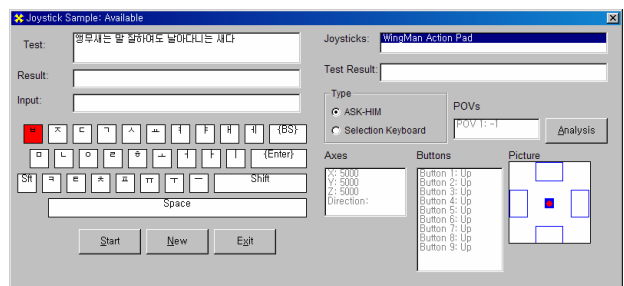 Joystick Sample: Available
Test:
앵무새는 말 잘하여도 날아다니는 새다
Result:
Input:
ㅂ ㅈ ㄷ ㄱ ㅅ ㅛ ㅕ ㅑ ㅐ ㅔ {BS}
ㅁ ㄴ ㅇ ㄹ ㅎ ㅗ ㅓ ㅏ ㅣ {Enter}
Sft ㅋ ㅌ ㅊ ㅍ ㅠ ㅜ ㅡ Shift
Space
Start New Exit
Joysticks:
WingMan Action Pad
Test Result:
Type
ASK-HIM
Selection Keyboard
POVs
POV 1: -1
Analysis
Axes
X: 5000
Y: 5000
Z: 5000
Direction:
Buttons
Button 1: Up
Button 2: Up
Button 3: Up
Button 4: Up
Button 5: Up
Button 6: Up
Button 7: Up
Button 8: Up
Button 9: Up
Picture